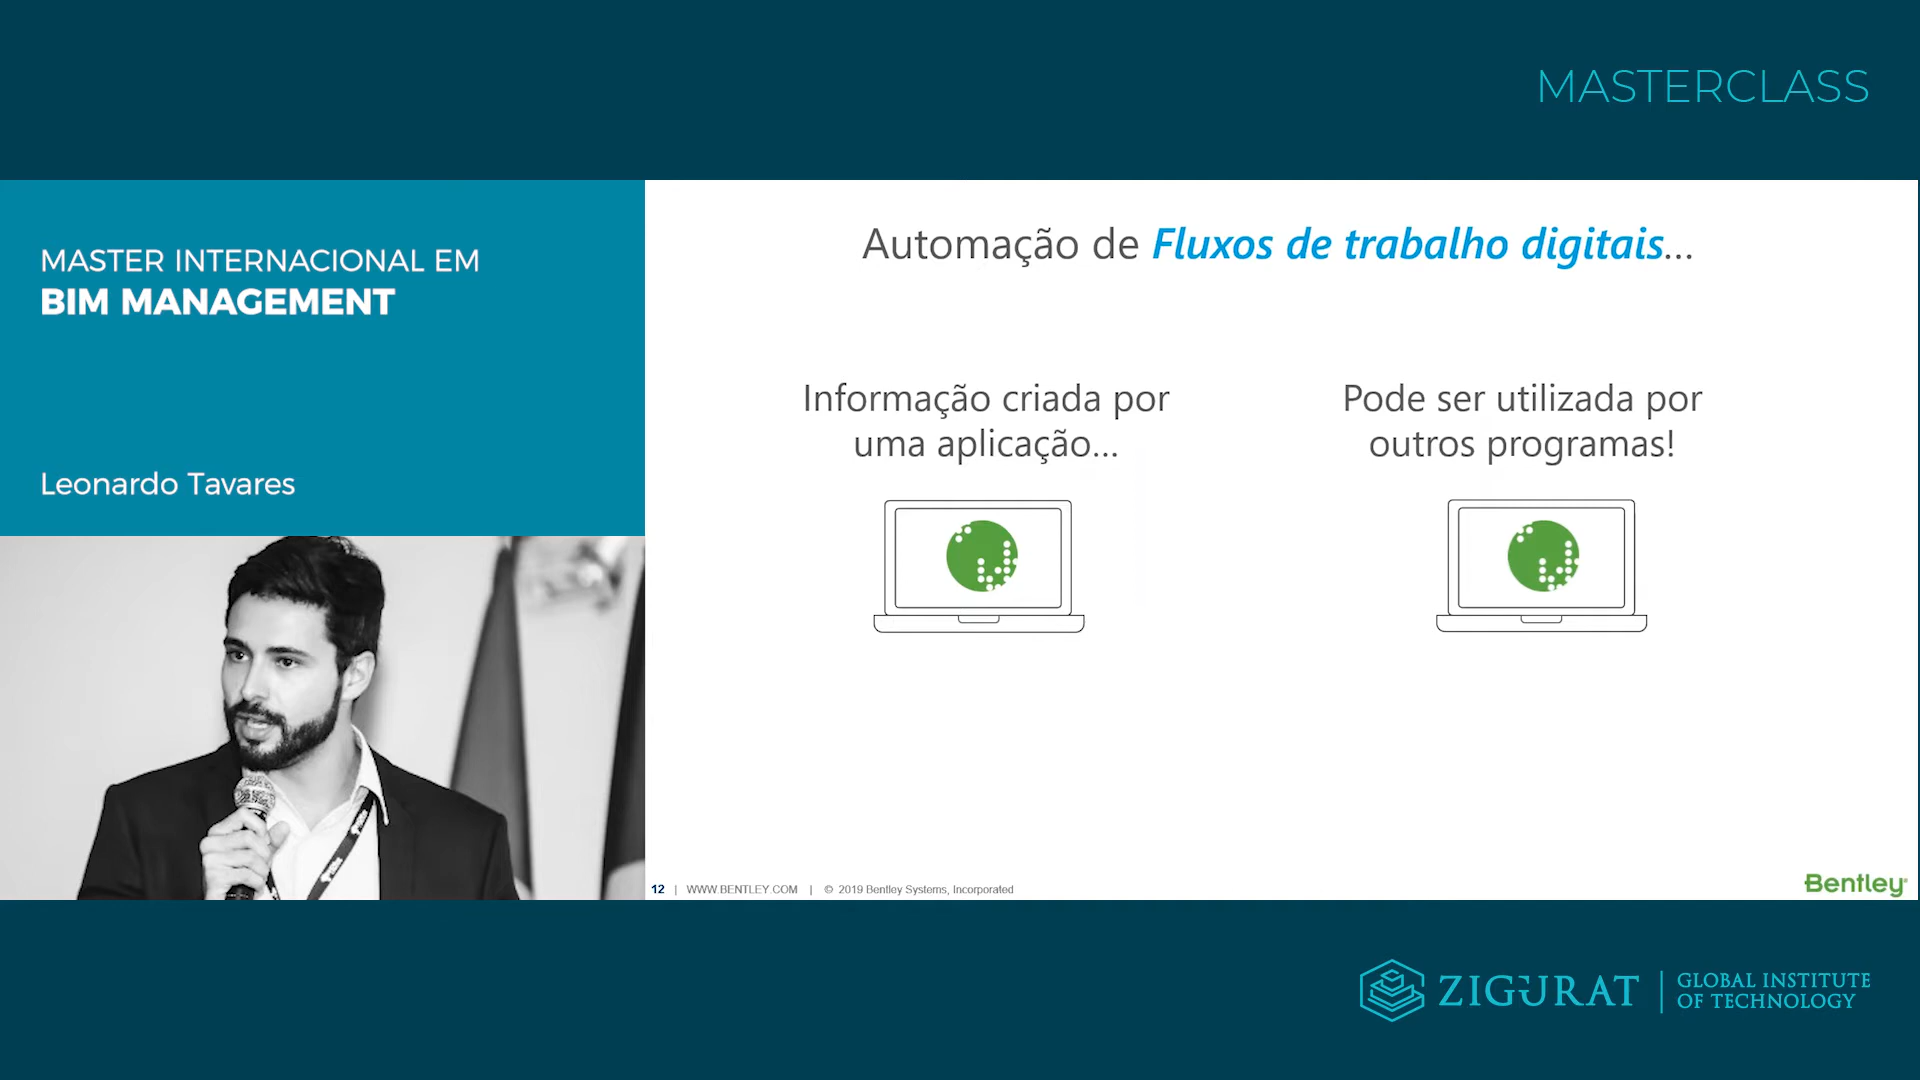 MASTERCLASS
MASTER INTERNACIONAL EM
BIM MANAGEMENT
Leonardo Tavares
Automação de Fluxos de trabalho digitais...
Informação criada por
uma aplicação...
Pode ser utilizada por
outros programas!
12 | WWW.BENTLEY.COM | © 2019 Bentley Systems, Incorporated
Bentley®
ZIGURAT
GLOBAL INSTITUTE
OF TECHNOLOGY